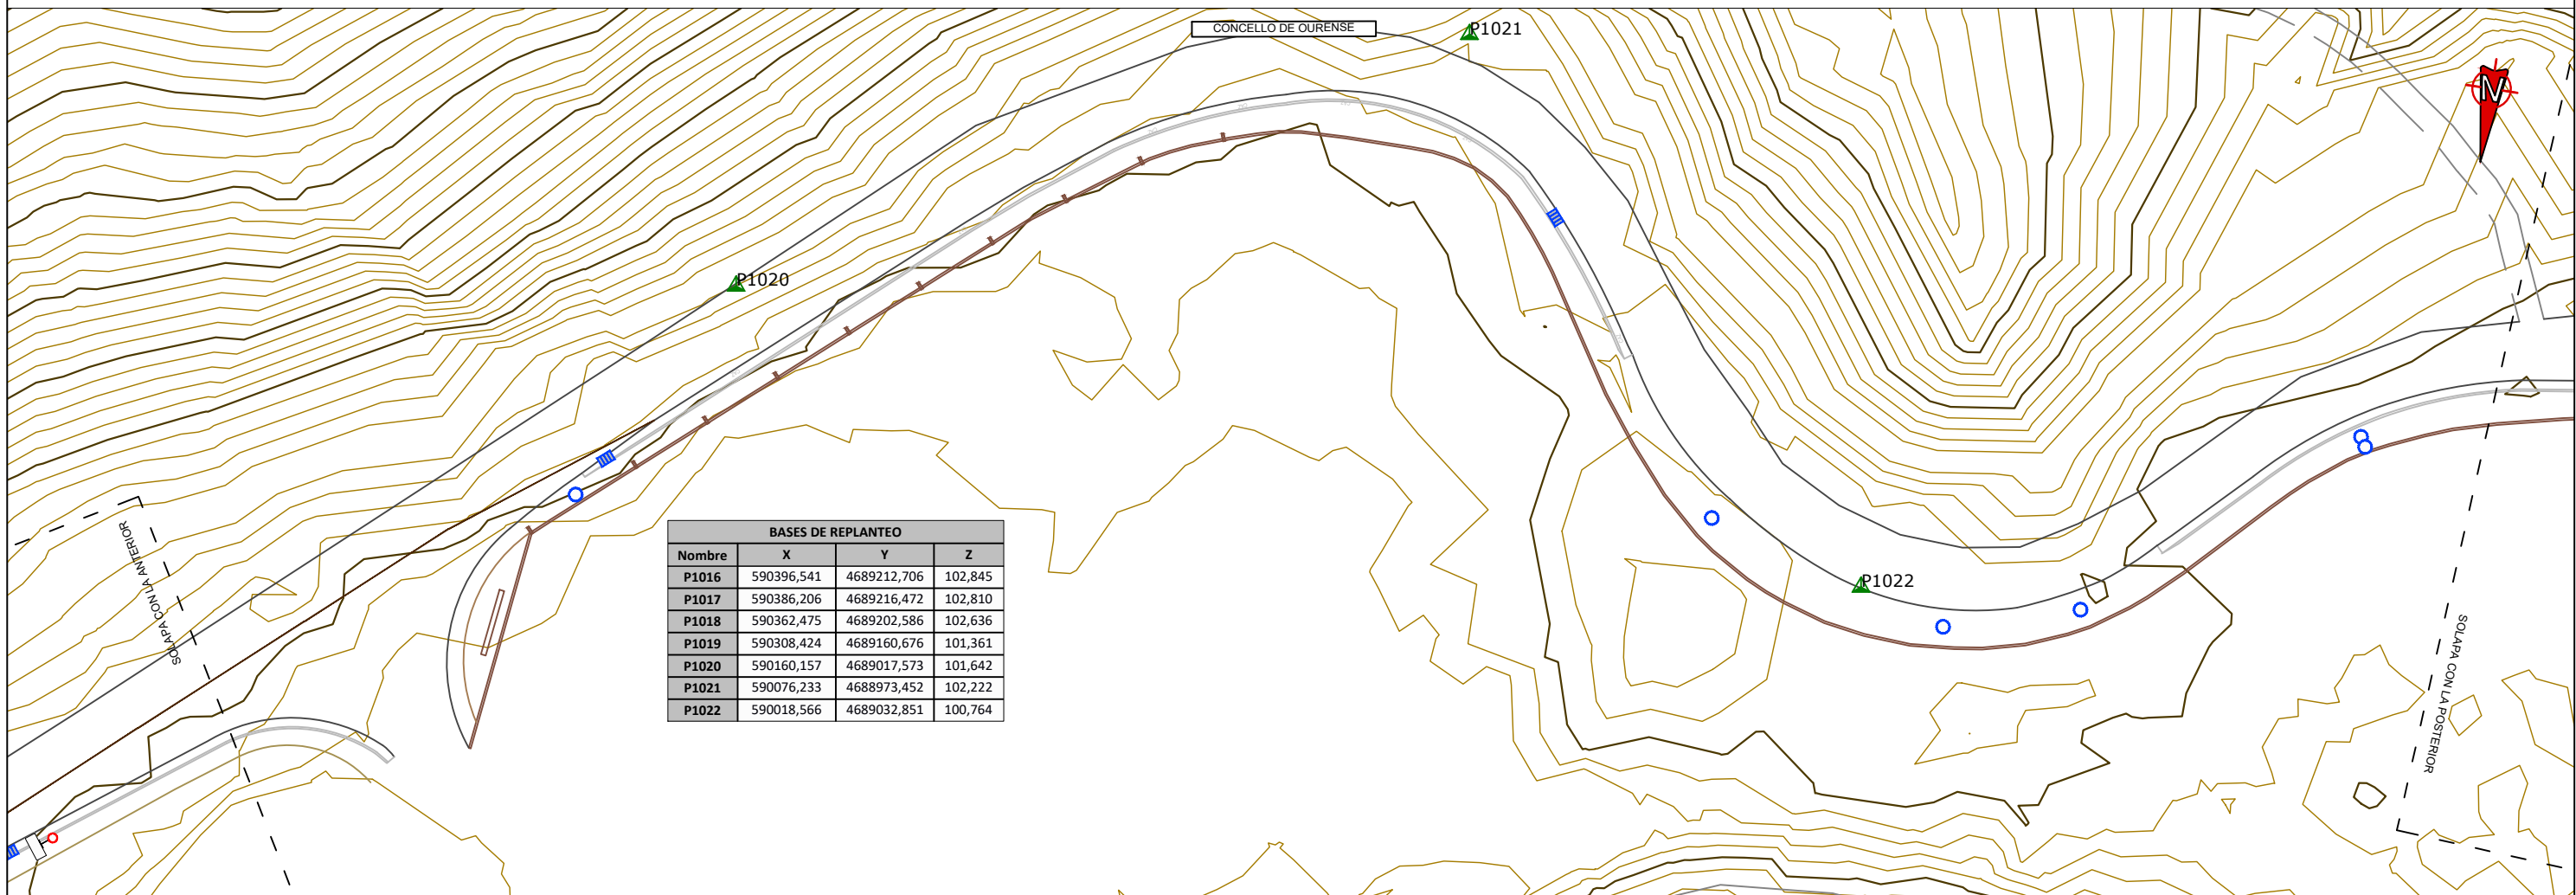 CONCELLO DE OURENSE
P1021
N
P1020
SOLAPA CON LA ANTERIOR
BASES DE REPLANTEO
Nombre X Y Z
P1016 590396,541 4689212,706 102,845
P1017 590386,206 4689216,472 102,810
P1018 590362,475 4689202,586 102,636
P1019 590308,424 4689160,676 101,361
P1020 590160,157 4689017,573 101,642
P1021 590076,233 4688973,452 102,222
P1022 590018,566 4689032,851 100,764
P1022
SOLAPA CON LA POSTERIOR